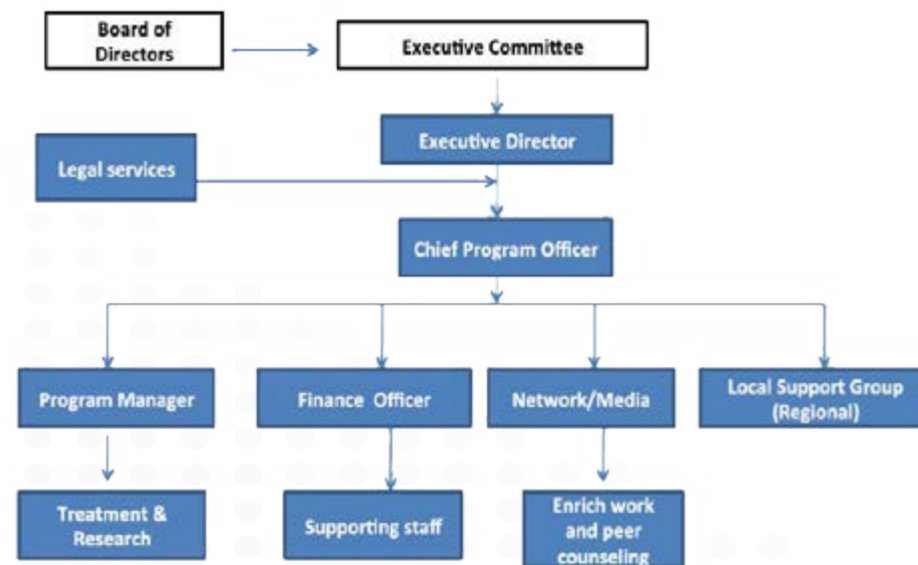 Board of
Directors
Executive Committee
Executive Director
Legal services
Chief Program Officer
Program Manager
Finance Officer
Network/Media
Local Support Group
(Regional)
Treatment &
Research
Supporting staff
Enrich work
and peer
counseling